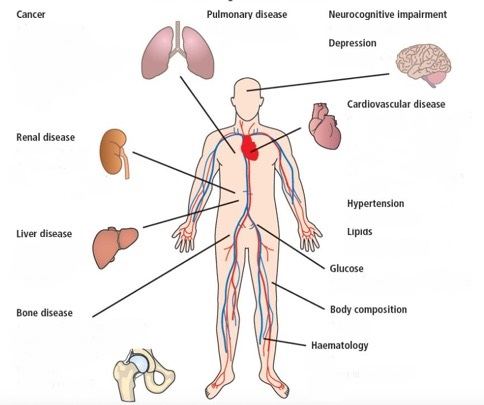 Cancer
Pulmonary disease
Neurocognitive impairment
Depression
Cardiovascular disease
Renal disease
Hypertension
Lipids
Liver disease
Glucose
Bone disease
Body composition
Haematology